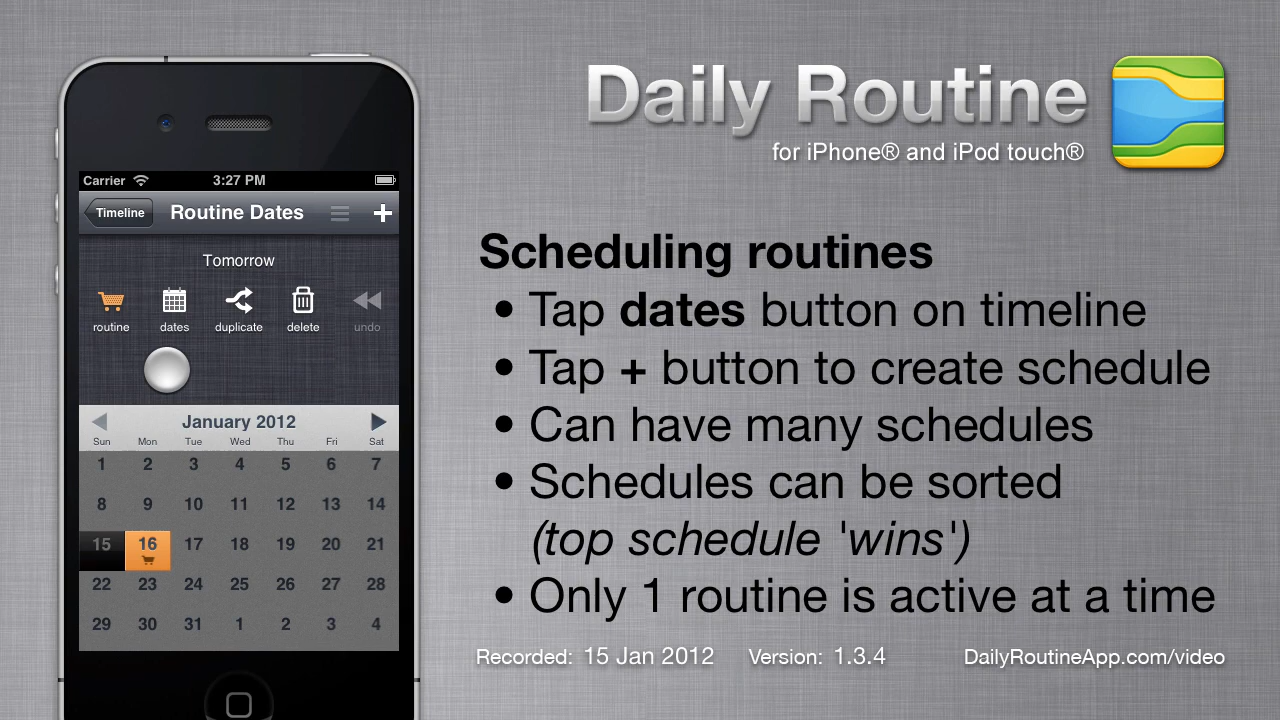 Daily Routine
for iPhone® and iPod touch®
Carrier 3:27 PM
Timeline Routine Dates +
Tomorrow
routine dates duplicate delete undo
January 2012
Sun Mon Tue Wed Thu Fri Sat
1 2 3 4 5 6 7
8 9 10 11 12 13 14
15 16 17 18 19 20 21
22 23 24 25 26 27 28
29 30 31 1 2 3 4
Scheduling routines
• Tap dates button on timeline
• Tap + button to create schedule
• Can have many schedules
• Schedules can be sorted
(top schedule 'wins')
• Only 1 routine is active at a time
Recorded: 15 Jan 2012 Version: 1.3.4 DailyRoutineApp.com/video